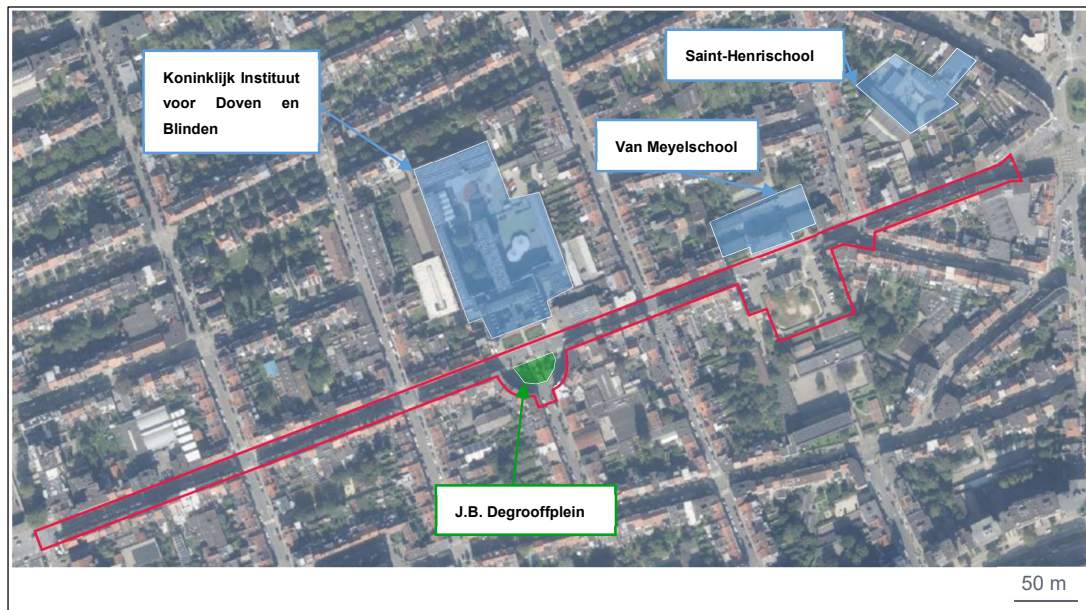 Saint-Henrischool
Koninklijk Instituut
voor Doven en
Blinden
Van Meyelschool
J.B. Degrooffplein
50 m